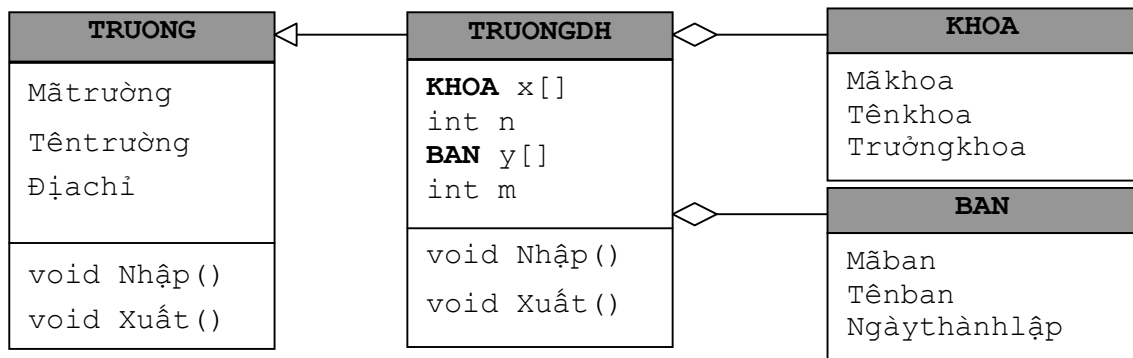 TRUONG
Mãtrường
Têntrường
Địachỉ
void Nhập()
void Xuất()
TRUONGDH
KHOA x[]
int n
BAN y[]
int m
void Nhập()
void Xuất()
KHOA
Mãkhoa
Tênkhoa
Trưởngkhoa
BAN
Mãban
Tênban
Ngàythànhlập